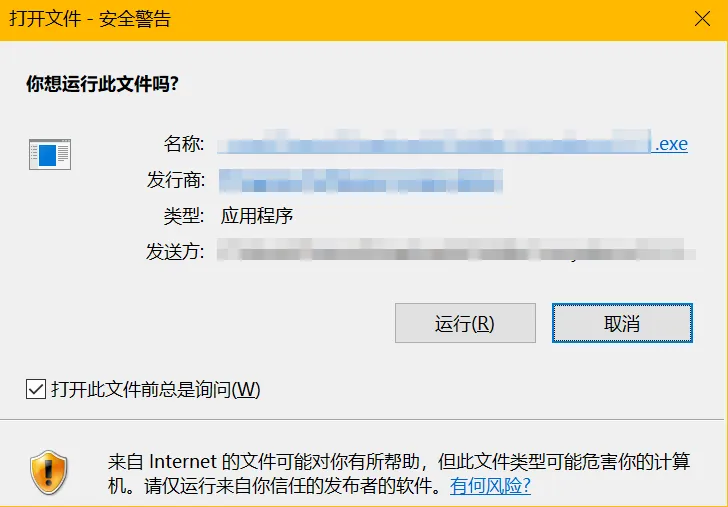 打开文件 - 安全警告
你想运行此文件吗?
名称: .exe
发行商:
类型: 应用程序
发送方:
运行(R) 取消
打开此文件前总是询问(W)
来自 Internet 的文件可能对你有所帮助，但此文件类型可能危害你的计算
机。请仅运行来自你信任的发布者的软件。有何风险?